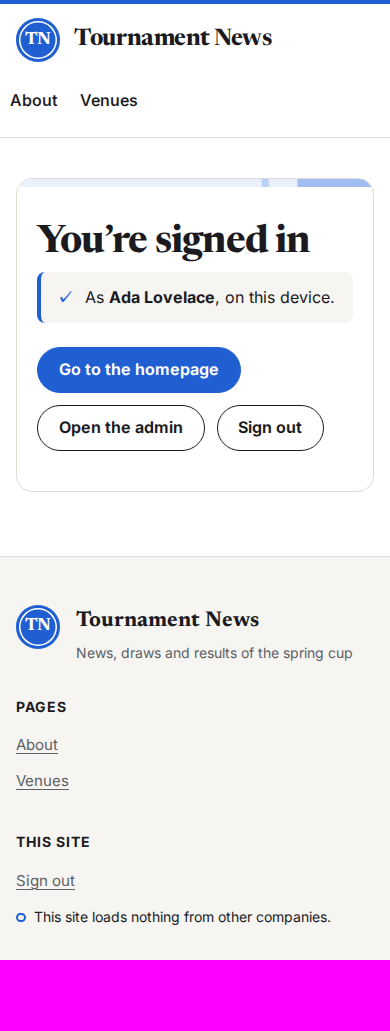 TN
Tournament News
About Venues
You’re signed in
✓ As Ada Lovelace, on this device.
Go to the homepage
Open the admin Sign out
TN
Tournament News
News, draws and results of the spring cup
PAGES
About
Venues
THIS SITE
Sign out
This site loads nothing from other companies.